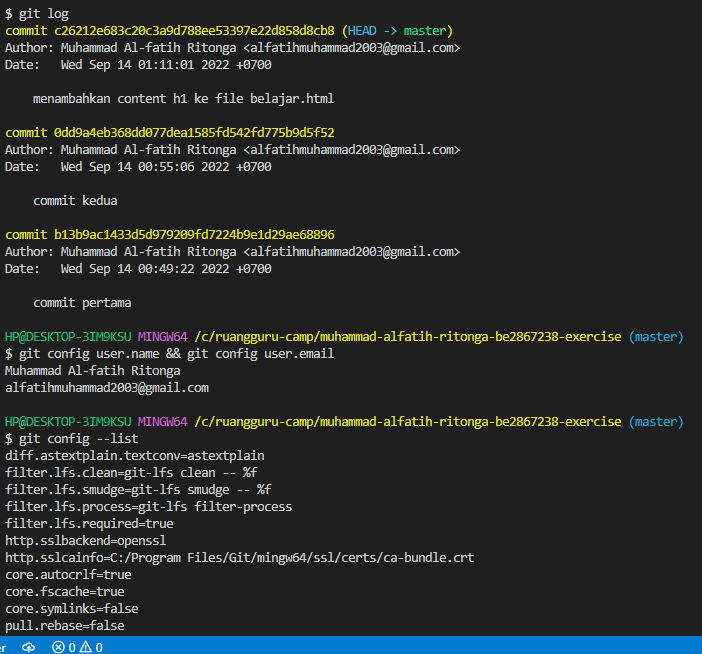 $ git log
commit c26212e683c20c3a9d788ee53397e22d858d8cb8 (HEAD -> master)
Author: Muhammad Al-fatih Ritonga <alfatihmuhammad2003@gmail.com>
Date:   Wed Sep 14 01:11:01 2022 +0700
menambahkan content h1 ke file belajar.html
commit 0dd9a4eb368dd077dea1585fd542fd775b9d5f52
Author: Muhammad Al-fatih Ritonga <alfatihmuhammad2003@gmail.com>
Date:   Wed Sep 14 00:55:06 2022 +0700
commit kedua
commit b13b9ac1433d5d979209fd7224b9e1d29ae68896
Author: Muhammad Al-fatih Ritonga <alfatihmuhammad2003@gmail.com>
Date:   Wed Sep 14 00:49:22 2022 +0700
commit pertama
HP@DESKTOP-3IM9KSU MINGW64 /c/ruangguru-camp/muhammad-alfatih-ritonga-be2867238-exercise (master)
$ git config user.name && git config user.email
Muhammad Al-fatih Ritonga
alfatihmuhammad2003@gmail.com
HP@DESKTOP-3IM9KSU MINGW64 /c/ruangguru-camp/muhammad-alfatih-ritonga-be2867238-exercise (master)
$ git config --list
diff.astextplain.textconv=astextplain
filter.lfs.clean=git-lfs clean -- %f
filter.lfs.smudge=git-lfs smudge -- %f
filter.lfs.process=git-lfs filter-process
filter.lfs.required=true
http.sslbackend=openssl
http.sslcainfo=C:/Program Files/Git/mingw64/ssl/certs/ca-bundle.crt
core.autocrlf=true
core.fscache=true
core.symlinks=false
pull.rebase=false
0 0